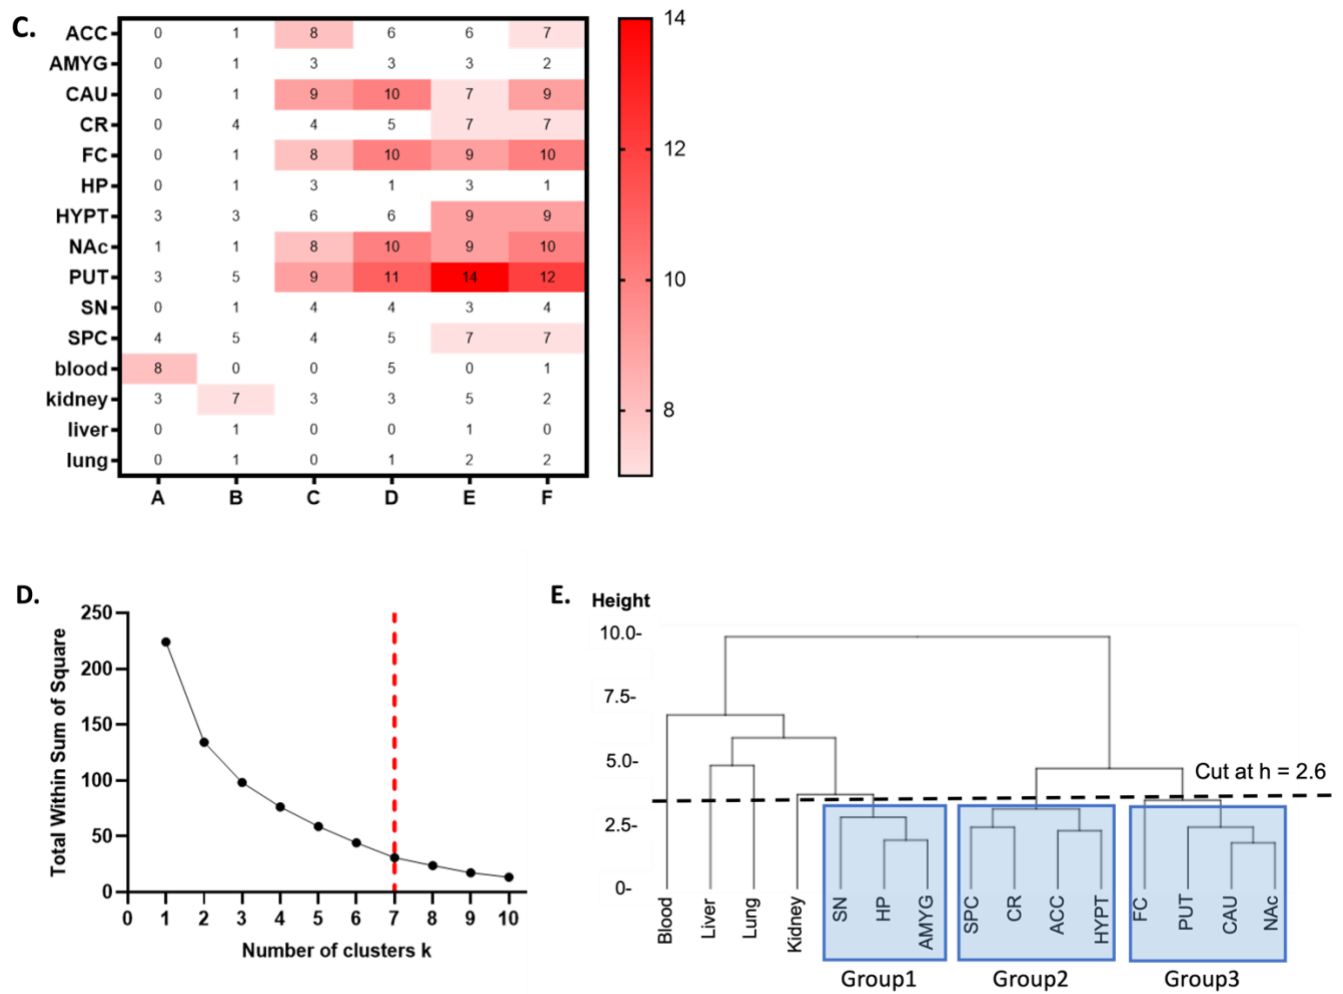 C.
ACC 0 1 8 6 6 7
AMYG 0 1 3 3 3 2
CAU 0 1 9 10 7 9
CR 0 4 4 5 7 7
FC 0 1 8 10 9 10
HP 0 1 3 1 3 1
HYPT 3 3 6 6 9 9
NAc 1 1 8 10 9 10
PUT 3 5 9 11 14 12
SN 0 1 4 4 3 4
SPC 4 5 4 5 7 7
blood 8 0 0 5 0 1
kidney 3 7 3 3 5 2
liver 0 1 0 0 1 0
lung 0 1 0 1 2 2
A B C D E F
14
12
10
8
D.
Total Within Sum of Square
250
200
150
100
50
0
0 1 2 3 4 5 6 7 8 9 10
Number of clusters k
E.
Height
10.0-
7.5-
5.0-
2.5-
0-
Cut at h = 2.6
Blood
Liver
Lung
Kidney
SN
HP
AMYG
SPC
CR
ACC
HYPT
FC
PUT
CAU
NAc
Group1 Group2 Group3